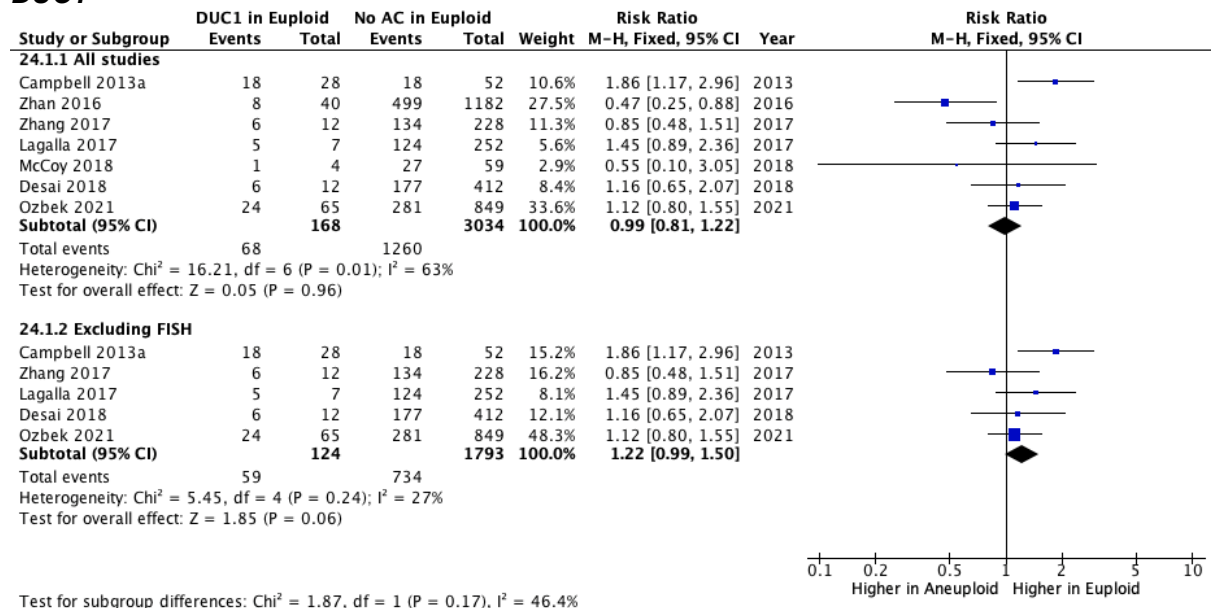 DUC1
DUC1 in Euploid No AC in Euploid Risk Ratio Risk Ratio
Study or Subgroup Events Total Events Total Weight M-H, Fixed, 95% CI Year M-H, Fixed, 95% CI
24.1.1 All studies
Campbell 2013a 18 28 18 52 10.6% 1.86 [1.17, 2.96] 2013
Zhan 2016 8 40 499 1182 27.5% 0.47 [0.25, 0.88] 2016
Zhang 2017 6 12 134 228 11.3% 0.85 [0.48, 1.51] 2017
Lagalla 2017 5 7 124 252 5.6% 1.45 [0.89, 2.36] 2017
McCoy 2018 1 4 27 59 2.9% 0.55 [0.10, 3.05] 2018
Desai 2018 6 12 177 412 8.4% 1.16 [0.65, 2.07] 2018
Ozbek 2021 24 65 281 849 33.6% 1.12 [0.80, 1.55] 2021
Subtotal (95% CI) 168 3034 100.0% 0.99 [0.81, 1.22]
Total events 68 1260
Heterogeneity: Chi² = 16.21, df = 6 (P = 0.01); I² = 63%
Test for overall effect: Z = 0.05 (P = 0.96)
24.1.2 Excluding FISH
Campbell 2013a 18 28 18 52 15.2% 1.86 [1.17, 2.96] 2013
Zhang 2017 6 12 134 228 16.2% 0.85 [0.48, 1.51] 2017
Lagalla 2017 5 7 124 252 8.1% 1.45 [0.89, 2.36] 2017
Desai 2018 6 12 177 412 12.1% 1.16 [0.65, 2.07] 2018
Ozbek 2021 24 65 281 849 48.3% 1.12 [0.80, 1.55] 2021
Subtotal (95% CI) 124 1793 100.0% 1.22 [0.99, 1.50]
Total events 59 734
Heterogeneity: Chi² = 5.45, df = 4 (P = 0.24); I² = 27%
Test for overall effect: Z = 1.85 (P = 0.06)
0.1 0.2 0.5 1 2 5 10
Higher in Aneuploid Higher in Euploid
Test for subgroup differences: Chi² = 1.87, df = 1 (P = 0.17), I² = 46.4%